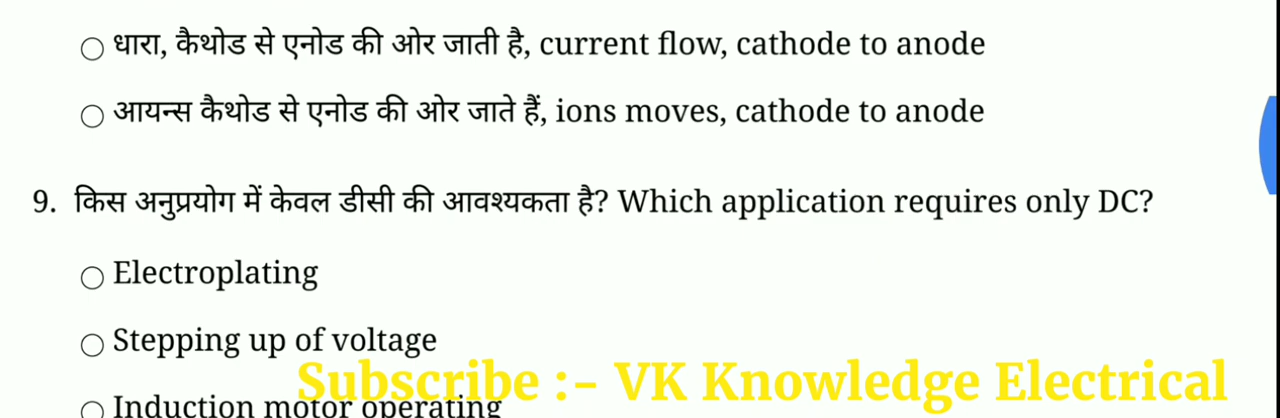 धारा, कैथोड से एनोड की ओर जाती है, current flow, cathode to anode
आयन्स कैथोड से एनोड की ओर जाते हैं, ions moves, cathode to anode
9. किस अनुप्रयोग में केवल डीसी की आवश्यकता है? Which application requires only DC?
Electroplating
Stepping up of voltage
Subscribe :- VK Knowledge Electrical
Induction motor operating